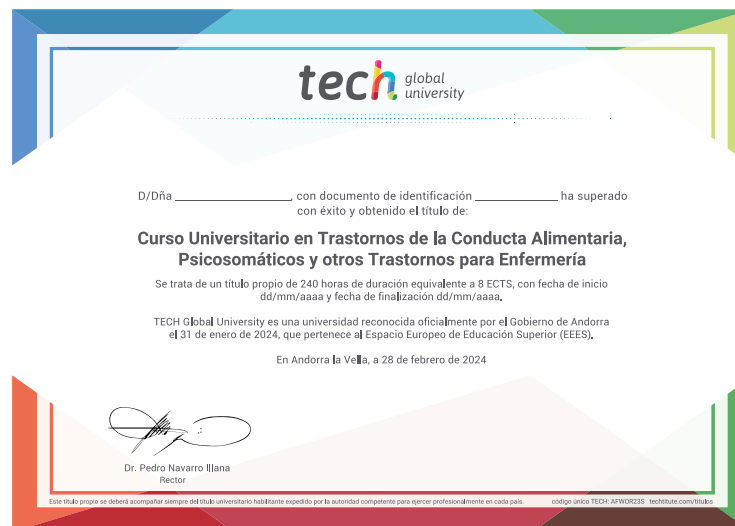 tech global
university
D/Dña ____________________, con documento de identificación ______________ ha superado
con éxito y obtenido el título de:
Curso Universitario en Trastornos de la Conducta Alimentaria,
Psicosomáticos y otros Trastornos para Enfermería
Se trata de un título propio de 240 horas de duración equivalente a 8 ECTS, con fecha de inicio
dd/mm/aaaa y fecha de finalización dd/mm/aaaa.
TECH Global University es una universidad reconocida oficialmente por el Gobierno de Andorra
el 31 de enero de 2024, que pertenece al Espacio Europeo de Educación Superior (EEES).
En Andorra la Vella, a 28 de febrero de 2024
Dr. Pedro Navarro Illana
Rector
Este título propio se deberá acompañar siempre del título universitario habilitante expedido por la autoridad competente para ejercer profesionalmente en cada país. código único TECH: AFWOR23S techtitute.com/titulos